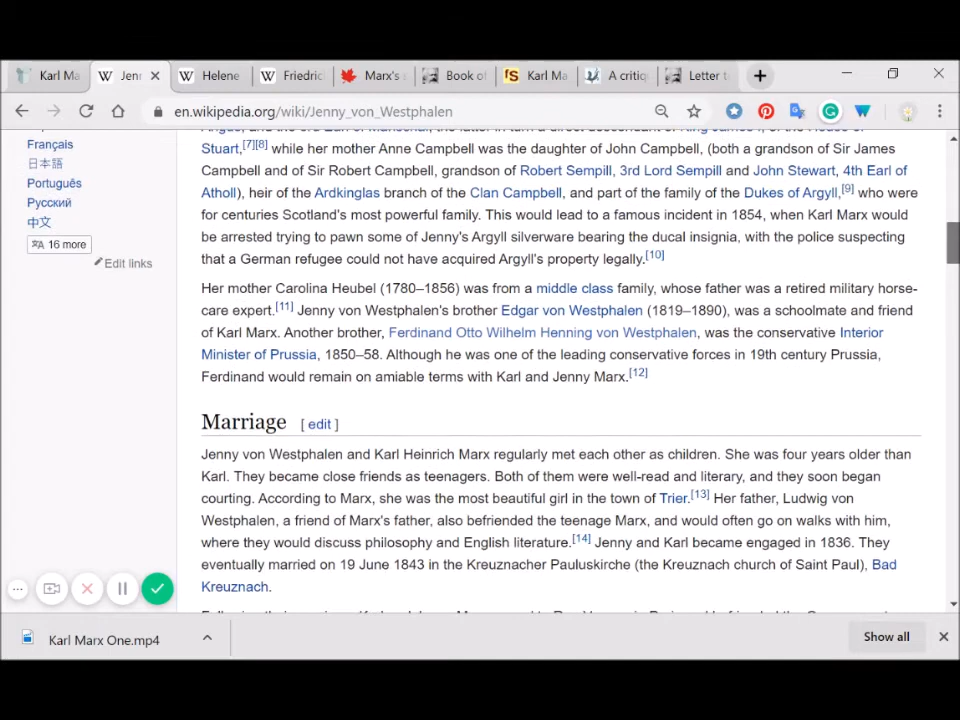 Karl Ma
Jenn
Helene
Friedric
Marx's
Book of
Karl Ma
A critiq
Letter t
en.wikipedia.org/wiki/Jenny_von_Westphalen
Français
日本語
Português
Русский
中文
16 more
Edit links
Stuart,[7][8] while her mother Anne Campbell was the daughter of John Campbell, (both a grandson of Sir James
Campbell and of Sir Robert Campbell, grandson of Robert Sempill, 3rd Lord Sempill and John Stewart, 4th Earl of
Atholl), heir of the Ardkinglas branch of the Clan Campbell, and part of the family of the Dukes of Argyll,[9] who were
for centuries Scotland's most powerful family. This would lead to a famous incident in 1854, when Karl Marx would
be arrested trying to pawn some of Jenny's Argyll silverware bearing the ducal insignia, with the police suspecting
that a German refugee could not have acquired Argyll's property legally.[10]
Her mother Carolina Heubel (1780–1856) was from a middle class family, whose father was a retired military horse-
care expert.[11] Jenny von Westphalen's brother Edgar von Westphalen (1819–1890), was a schoolmate and friend
of Karl Marx. Another brother, Ferdinand Otto Wilhelm Henning von Westphalen, was the conservative Interior
Minister of Prussia, 1850–58. Although he was one of the leading conservative forces in 19th century Prussia,
Ferdinand would remain on amiable terms with Karl and Jenny Marx.[12]
Marriage [ edit ]
Jenny von Westphalen and Karl Heinrich Marx regularly met each other as children. She was four years older than
Karl. They became close friends as teenagers. Both of them were well-read and literary, and they soon began
courting. According to Marx, she was the most beautiful girl in the town of Trier.[13] Her father, Ludwig von
Westphalen, a friend of Marx's father, also befriended the teenage Marx, and would often go on walks with him,
where they would discuss philosophy and English literature.[14] Jenny and Karl became engaged in 1836. They
eventually married on 19 June 1843 in the Kreuznacher Pauluskirche (the Kreuznach church of Saint Paul), Bad
Kreuznach.
Karl Marx One.mp4
Show all